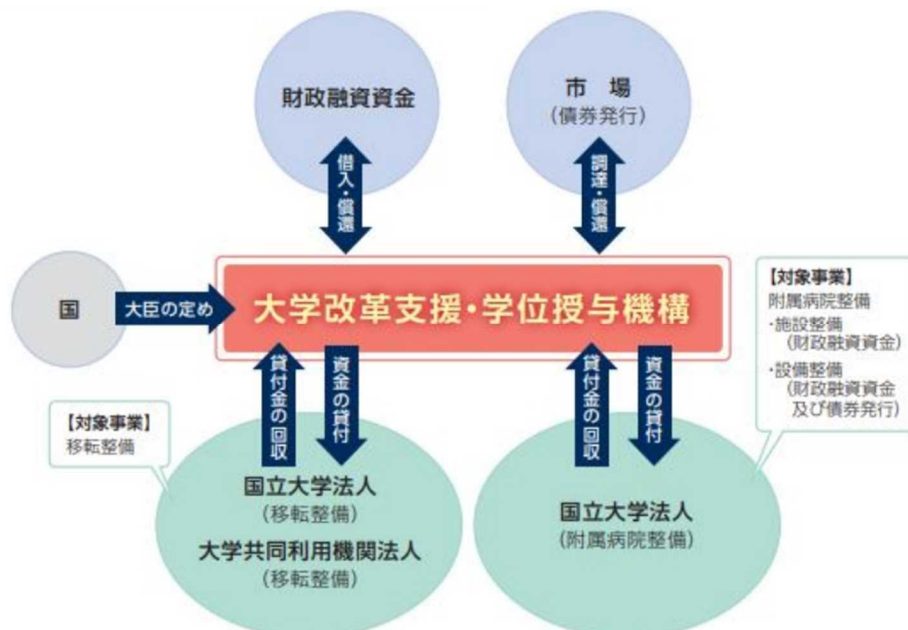 財政融資資金
市　場
（債券発行）
借入・償還
調達・償還
国
大臣の定め
大学改革支援・学位授与機構
【対象事業】
附属病院整備
・施設整備
（財政融資資金）
・設備整備
（財政融資資金
及び債券発行）
貸付金の回収
資金の貸付
貸付金の回収
資金の貸付
【対象事業】
移転整備
国立大学法人
（移転整備）
大学共同利用機関法人
（移転整備）
国立大学法人
（附属病院整備）